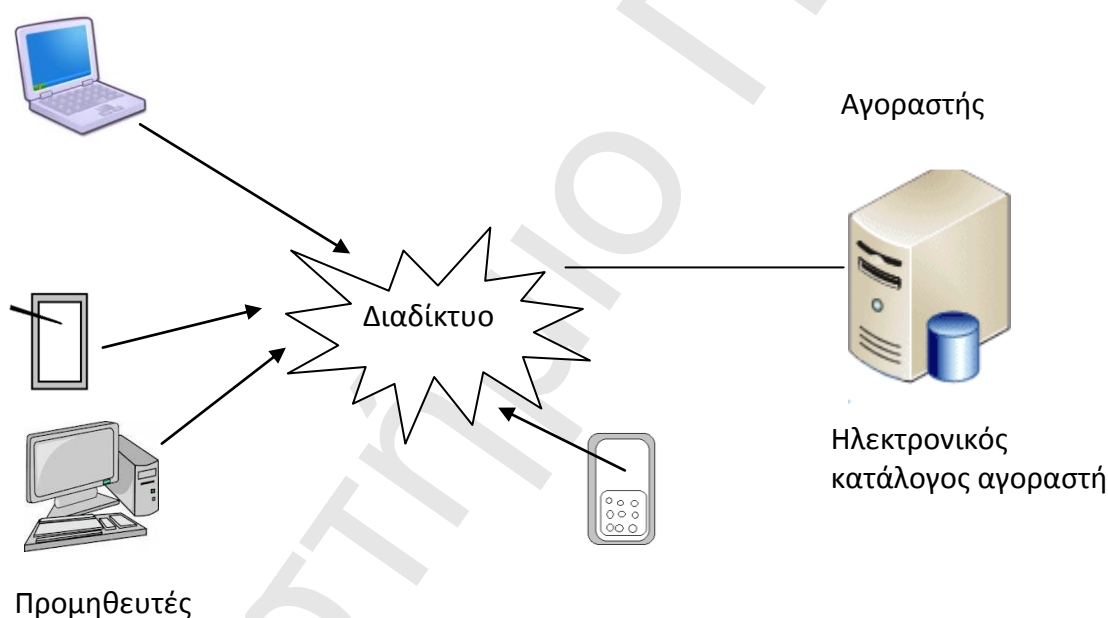 Αγοραστής
Διαδίκτυο
Ηλεκτρονικός
κατάλογος αγοραστή
Προμηθευτές